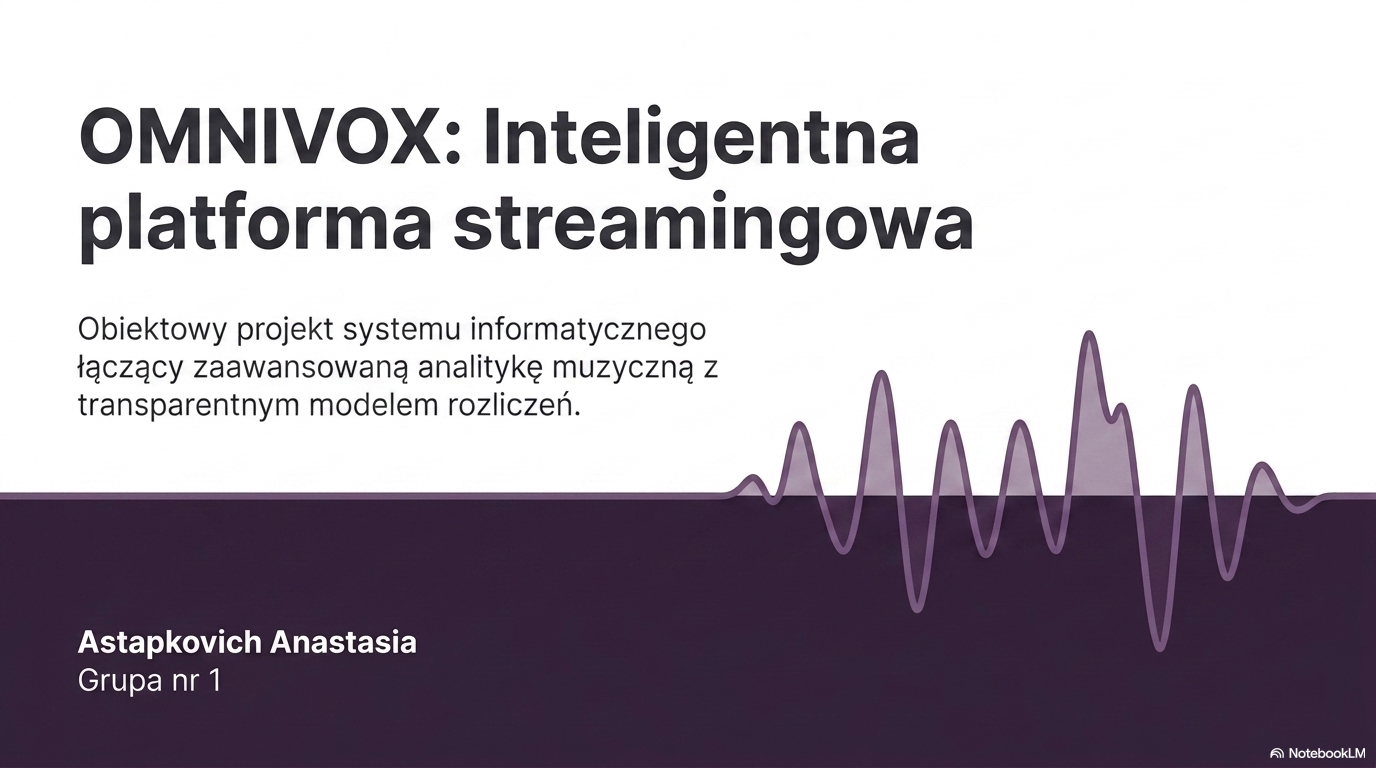 OMNIVOX: Inteligentna
platforma streamingowa
Obiektowy projekt systemu informatycznego
łączący zaawansowaną analitykę muzyczną z
transparentnym modelem rozliczeń.
Astapkovich Anastasia
Grupa nr 1
NotebookLM